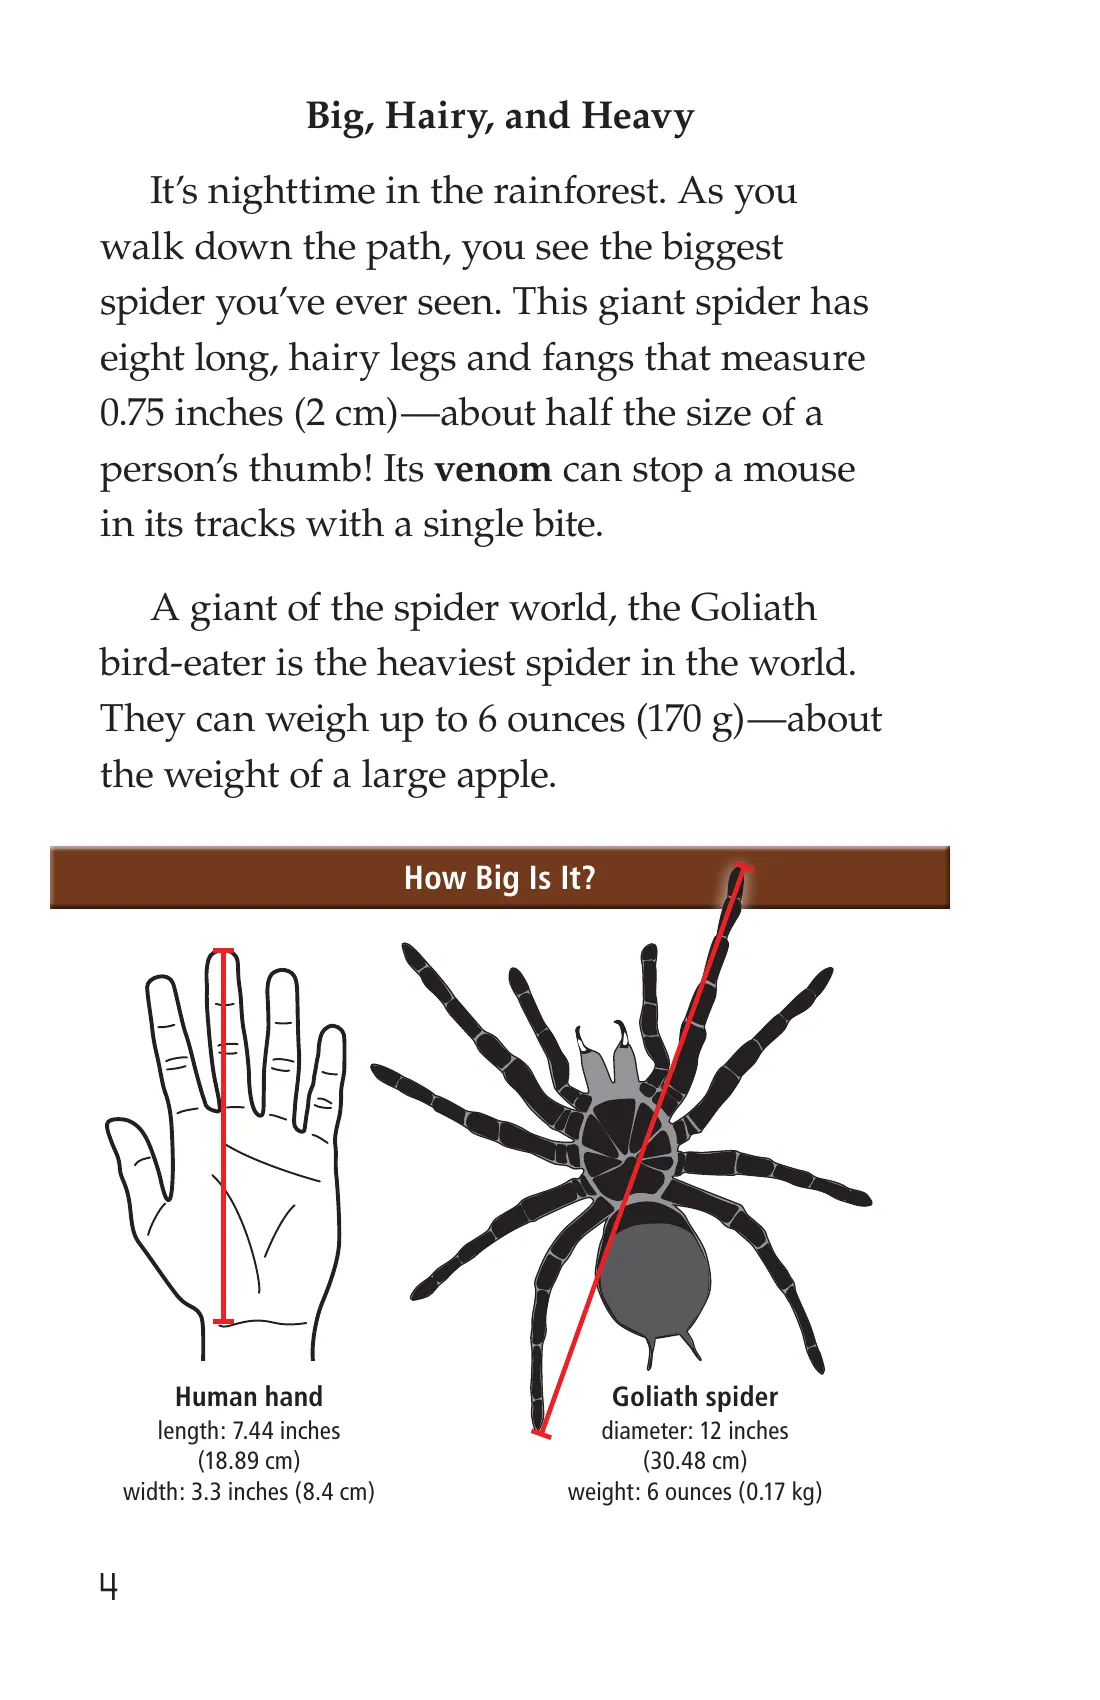 Big, Hairy, and Heavy
It’s nighttime in the rainforest. As you
walk down the path, you see the biggest
spider you’ve ever seen. This giant spider has
eight long, hairy legs and fangs that measure
0.75 inches (2 cm)—about half the size of a
person’s thumb! Its venom can stop a mouse
in its tracks with a single bite.
A giant of the spider world, the Goliath
bird-eater is the heaviest spider in the world.
They can weigh up to 6 ounces (170 g)—about
the weight of a large apple.
How Big Is It?
Human hand
length: 7.44 inches
(18.89 cm)
width: 3.3 inches (8.4 cm)
Goliath spider
diameter: 12 inches
(30.48 cm)
weight: 6 ounces (0.17 kg)
4